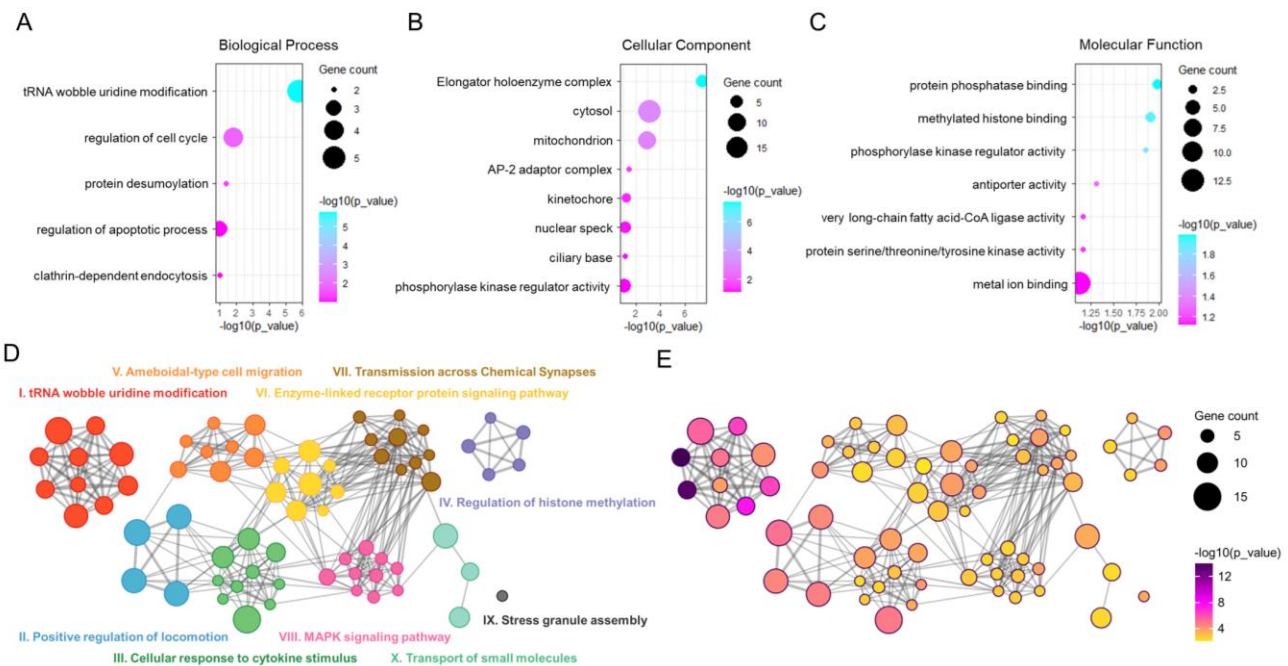 A
Biological Process
tRNA wobble uridine modification
regulation of cell cycle
protein desumoylation
regulation of apoptotic process
clathrin-dependent endocytosis
1 2 3 4 5 6
-log10(p_value)
Gene count
2
3
4
5
-log10(p_value)
5
4
3
2
B
Cellular Component
Elongator holoenzyme complex
cytosol
mitochondrion
AP-2 adaptor complex
kinetochore
nuclear speck
ciliary base
phosphorylase kinase regulator activity
2 4 6
-log10(p_value)
Gene count
5
10
15
-log10(p_value)
6
4
2
C
Molecular Function
protein phosphatase binding
methylated histone binding
phosphorylase kinase regulator activity
antiporter activity
very long-chain fatty acid-CoA ligase activity
protein serine/threonine/tyrosine kinase activity
metal ion binding
1.25 1.50 1.75 2.00
-log10(p_value)
Gene count
2.5
5.0
7.5
10.0
12.5
-log10(p_value)
1.8
1.6
1.4
1.2
D
V. Ameboidal-type cell migration
VII. Transmission across Chemical Synapses
I. tRNA wobble uridine modification
VI. Enzyme-linked receptor protein signaling pathway
IV. Regulation of histone methylation
IX. Stress granule assembly
II. Positive regulation of locomotion
VIII. MAPK signaling pathway
III. Cellular response to cytokine stimulus
X. Transport of small molecules
E
Gene count
5
10
15
-log10(p_value)
12
8
4